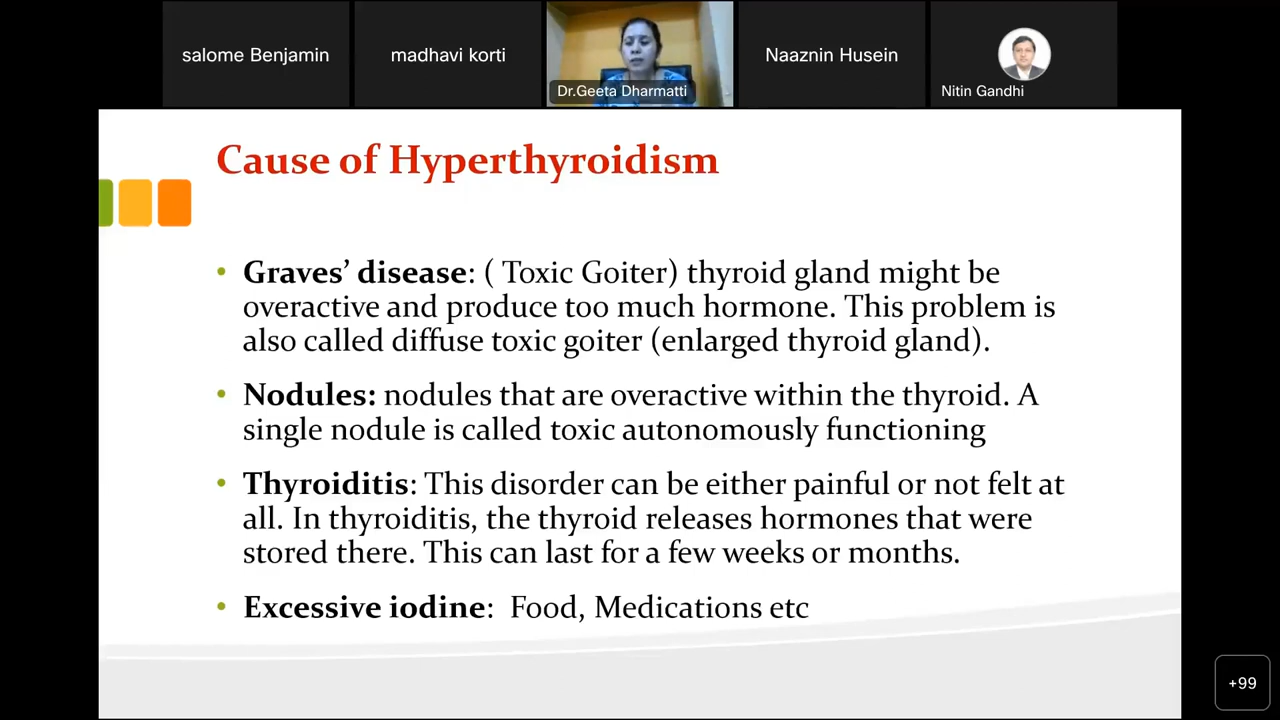 salome Benjamin
madhavi korti
Dr.Geeta Dharmatti
Naaznin Husein
Nitin Gandhi
Cause of Hyperthyroidism
• Graves’ disease: ( Toxic Goiter) thyroid gland might be
overactive and produce too much hormone. This problem is
also called diffuse toxic goiter (enlarged thyroid gland).
• Nodules: nodules that are overactive within the thyroid. A
single nodule is called toxic autonomously functioning
• Thyroiditis: This disorder can be either painful or not felt at
all. In thyroiditis, the thyroid releases hormones that were
stored there. This can last for a few weeks or months.
• Excessive iodine: Food, Medications etc
+99